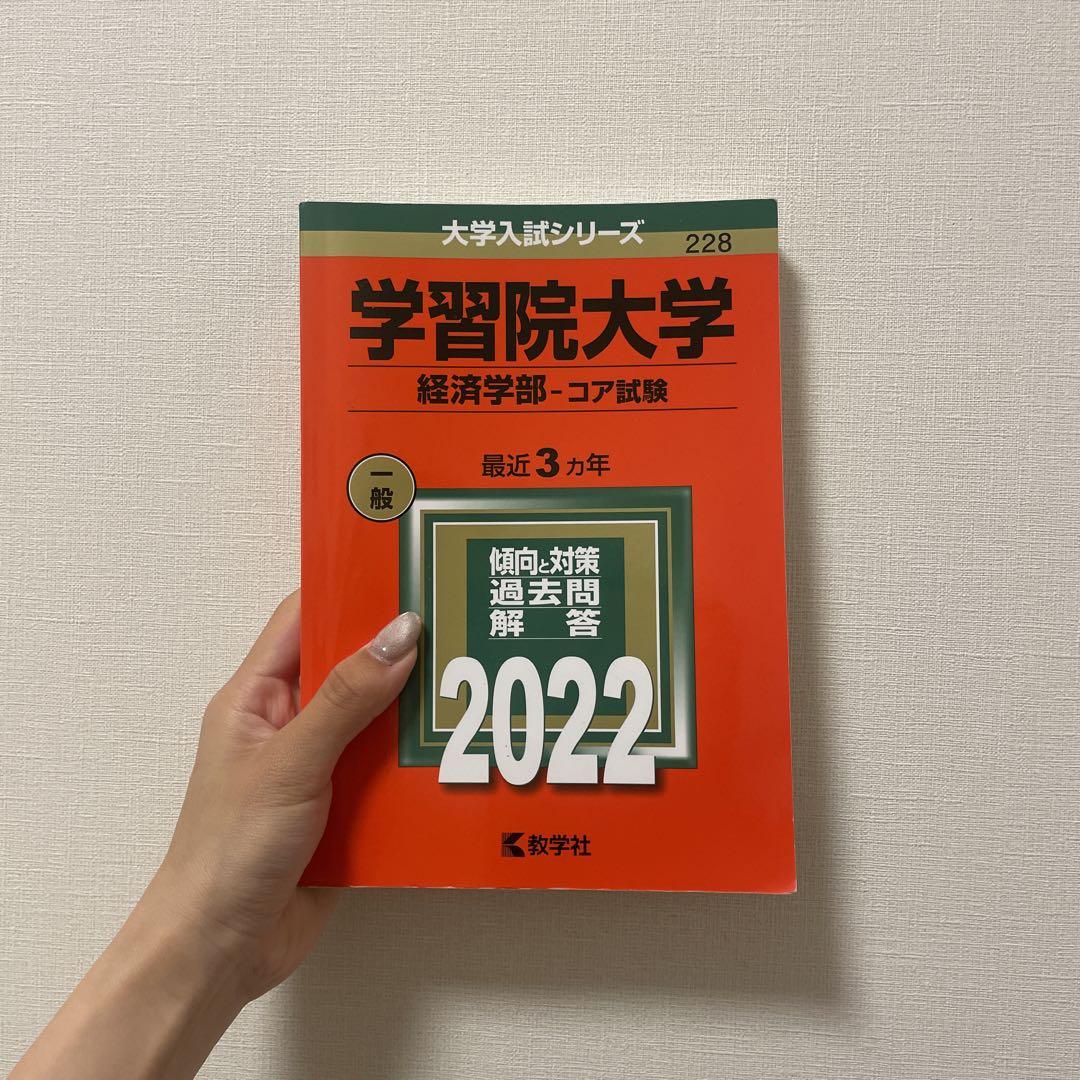 大学入試シリーズ
228
学習院大学
経済学部-コア試験
最近3カ年
一般
傾向と対策
過去問
解答
2022
教学社